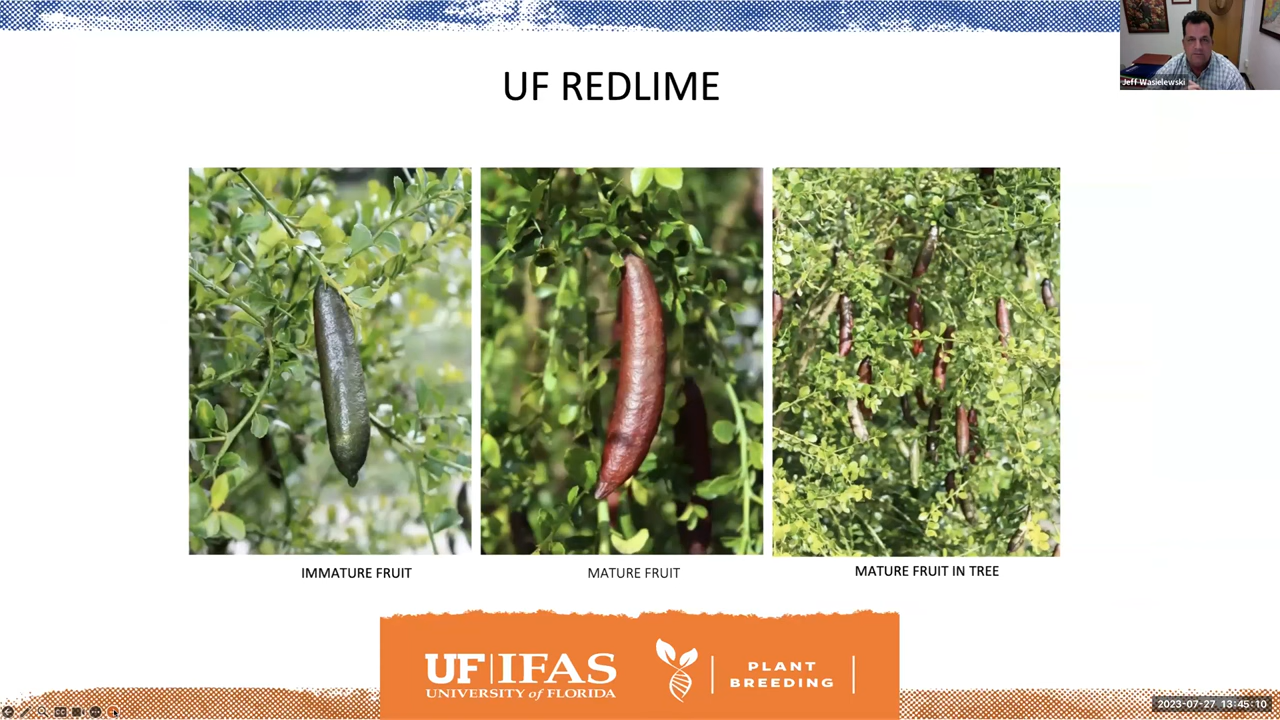 UF REDLIME
Jeff Wasielewski
IMMATURE FRUIT
MATURE FRUIT
MATURE FRUIT IN TREE
UF|IFAS
UNIVERSITY of FLORIDA
PLANT
BREEDING
2023-07-27 13:45:10